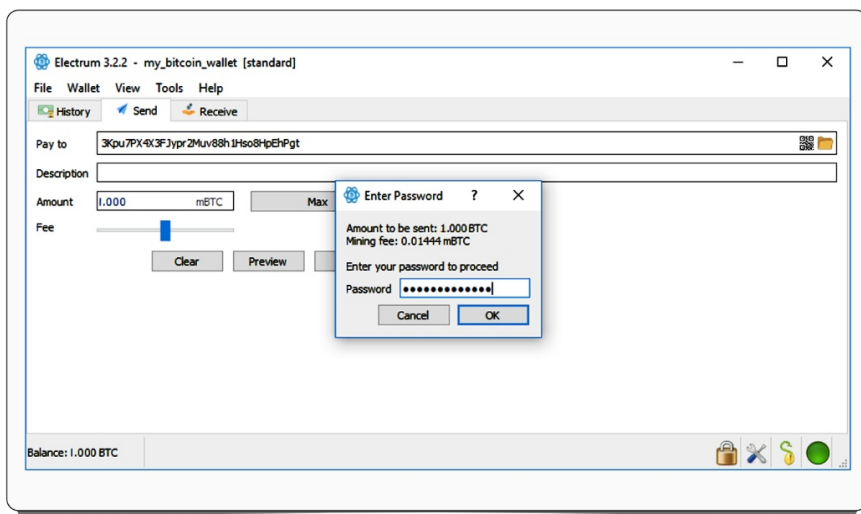 Electrum 3.2.2 - my_bitcoin_wallet [standard]
File Wallet View Tools Help
History Send Receive
Pay to 3Kpu7PX4X3FJypr2Muv88h1Hso8HpEhPgt
Description
Amount 1.000 mBTC Max
Fee
Clear Preview
Enter Password ?
Amount to be sent: 1.000 BTC
Mining fee: 0.01444 mBTC
Enter your password to proceed
Password
Cancel OK
Balance: 1.000 BTC